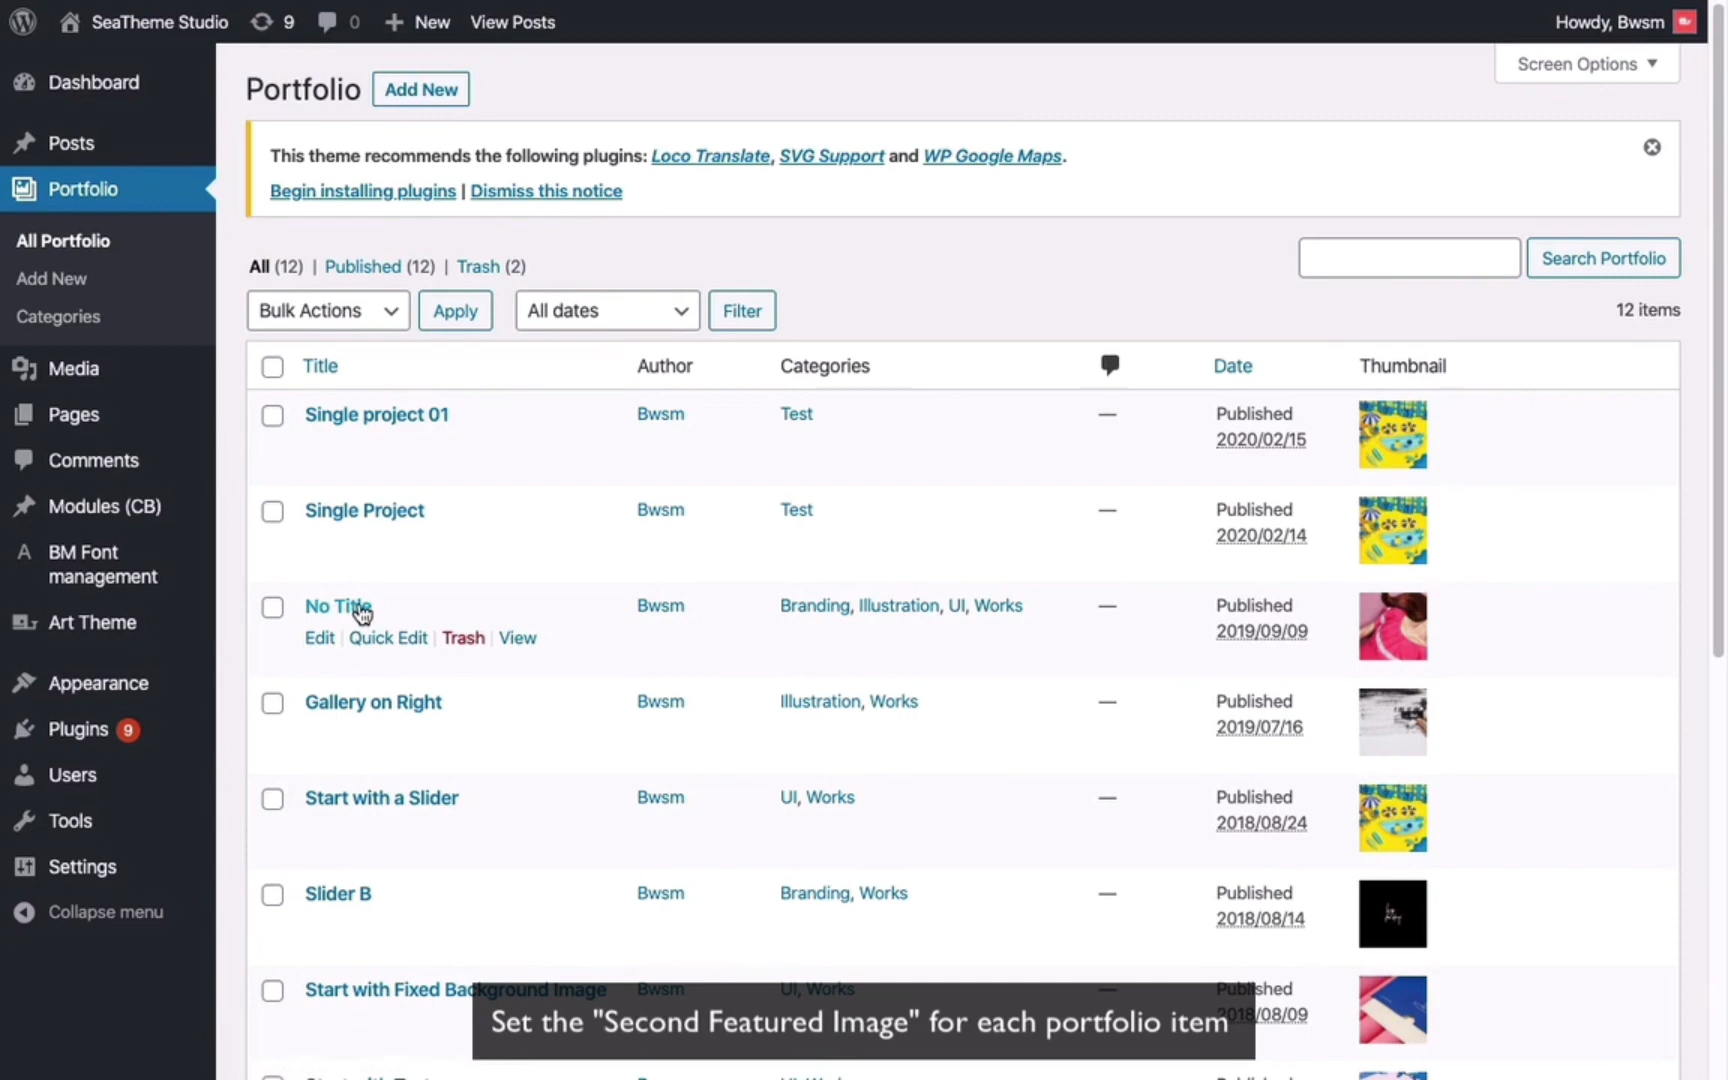 SeaTheme Studio 9 0 New View Posts Howdy, Bwsm
Dashboard
Posts
Portfolio
All Portfolio
Add New
Categories
Media
Pages
Comments
Modules (CB)
A BM Font
management
Art Theme
Appearance
Plugins 9
Users
Tools
Settings
Collapse menu
Screen Options
Portfolio Add New
This theme recommends the following plugins: Loco Translate, SVG Support and WP Google Maps.
Begin installing plugins | Dismiss this notice
All (12) | Published (12) | Trash (2)
Search Portfolio
Bulk Actions Apply All dates Filter 12 items
Title Author Categories Date Thumbnail
Single project 01 Bwsm Test — Published
2020/02/15
Single Project Bwsm Test — Published
2020/02/14
No Title Bwsm Branding, Illustration, UI, Works — Published
Edit | Quick Edit | Trash | View 2019/09/09
Gallery on Right Bwsm Illustration, Works — Published
2019/07/16
Start with a Slider Bwsm UI, Works — Published
2018/08/24
Slider B Bwsm Branding, Works — Published
2018/08/14
Start with Fixed Background Image Bwsm UI, Works — Published
2018/08/09
Set the "Second Featured Image" for each portfolio item